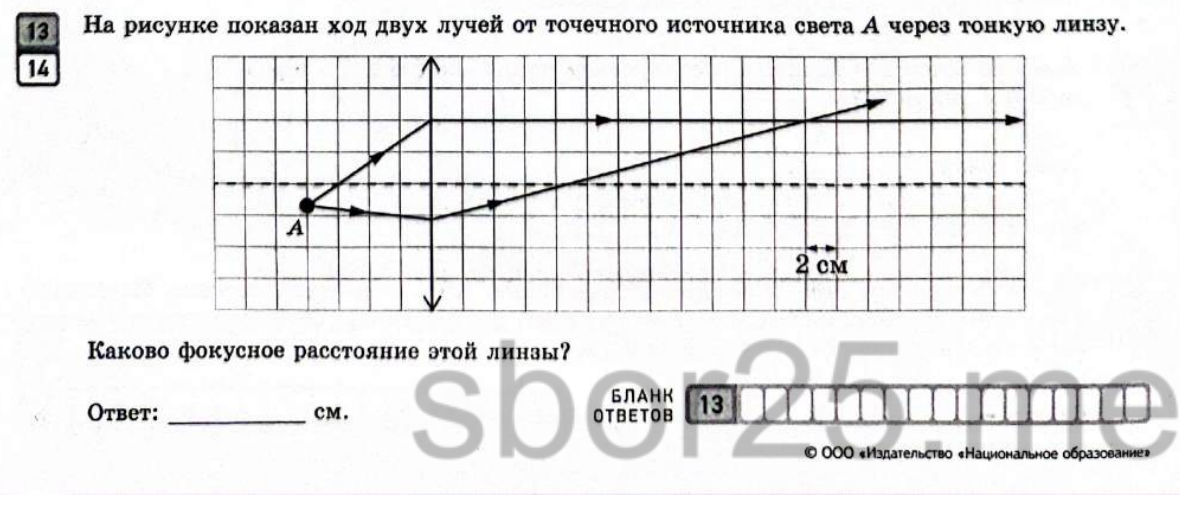 13
14
На рисунке показан ход двух лучей от точечного источника света A через тонкую линзу.
A
2 см
Каково фокусное расстояние этой линзы?
Ответ: __________ см.
БЛАНК
ОТВЕТОВ
13
sbor25.me
© ООО «Издательство «Национальное образование»